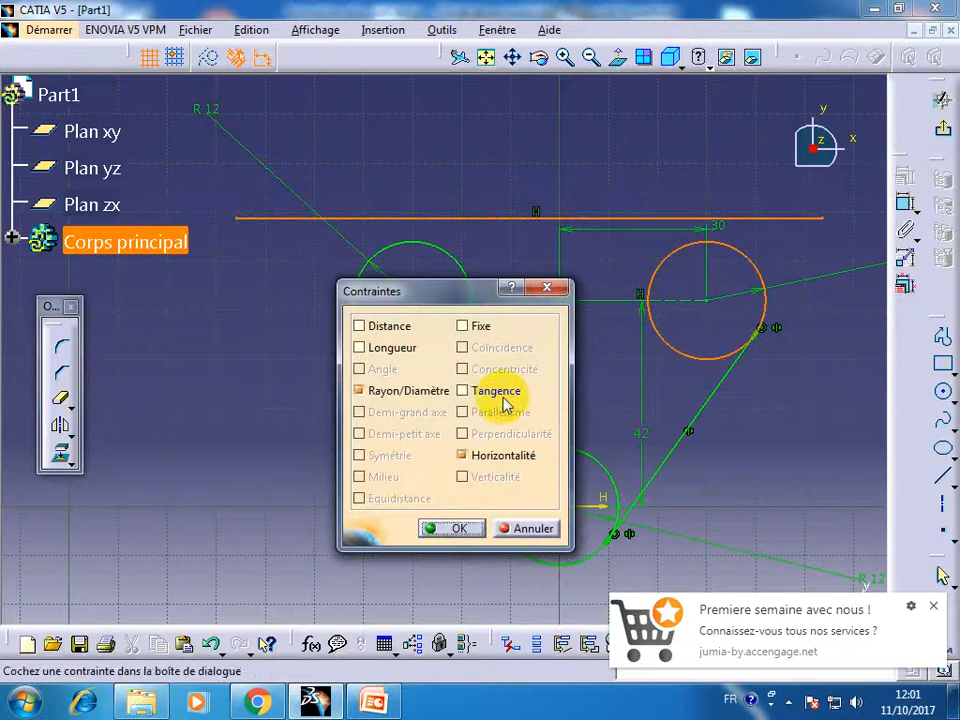 CATIA V5 - [Part1]
Démarrer ENOVIA V5 VPM Fichier Edition Affichage Insertion Outils Fenêtre Aide
Part1
Plan xy
Plan yz
Plan zx
Corps principal
R 12
y
x
z
H
30
H
42
H
R 12
y
O...
Contraintes
Distance
Fixe
Longueur
Coïncidence
Angle
Concentricité
Rayon/Diamètre
Tangence
Demi-grand axe
Parallélisme
Demi-petit axe
Perpendicularité
Symétrie
Horizontalité
Milieu
Verticalité
Equidistance
OK
Annuler
Premiere semaine avec nous !
Connaissez-vous tous nos services ?
jumia-by.accengage.net
f(x)
Cochez une contrainte dans la boîte de dialogue
FR
12:01
11/10/2017